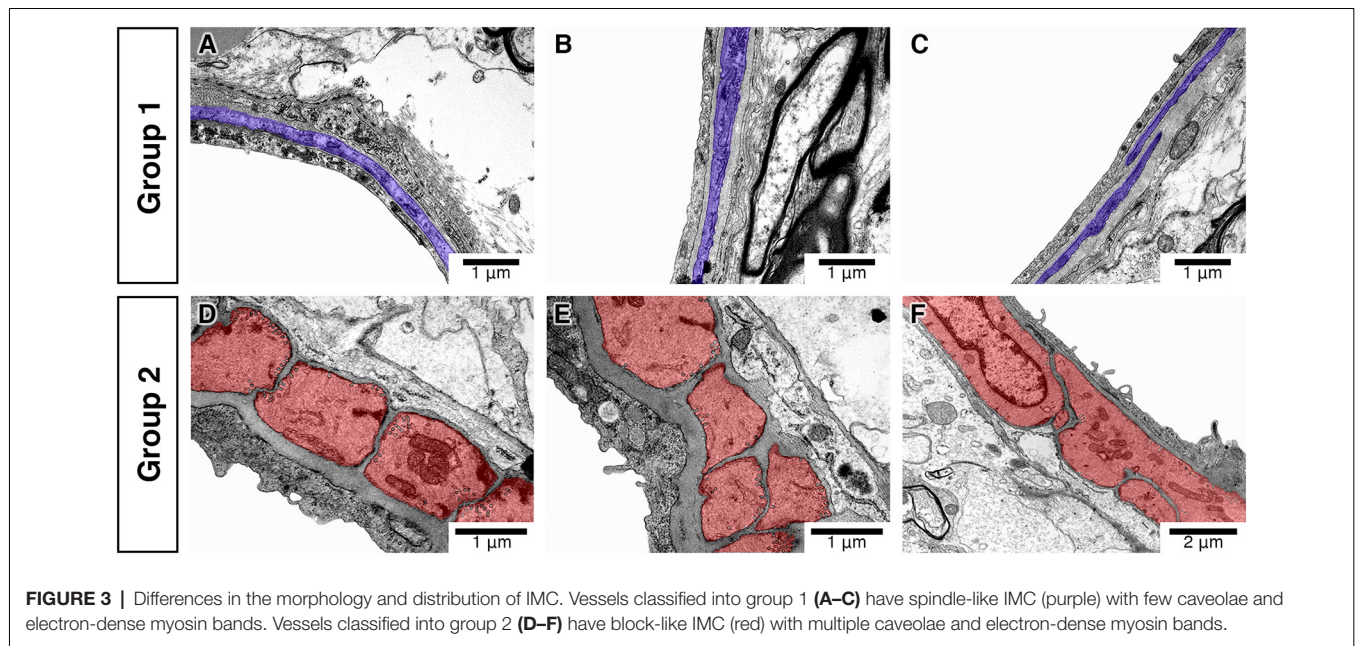 Group 1
A
B
C
1 µm
1 µm
1 µm
Group 2
D
E
F
1 µm
1 µm
2 µm
FIGURE 3 | Differences in the morphology and distribution of IMC. Vessels classified into group 1 (A–C) have spindle-like IMC (purple) with few caveolae and
electron-dense myosin bands. Vessels classified into group 2 (D–F) have block-like IMC (red) with multiple caveolae and electron-dense myosin bands.